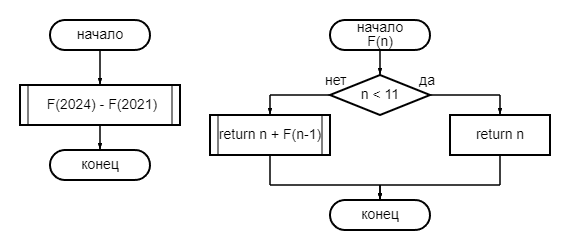 начало
F(2024) - F(2021)
конец
начало
F(n)
нет
n < 11
да
return n + F(n-1)
return n
конец